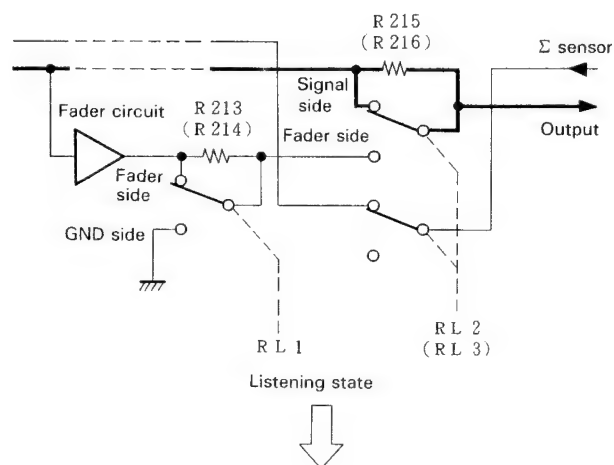 R 215
(R 216)
Σ sensor
Signal side
Output
Fader circuit
R 213
(R 214)
Fader side
Fader side
GND side
R L 1
R L 2
(R L 3)
Listening state